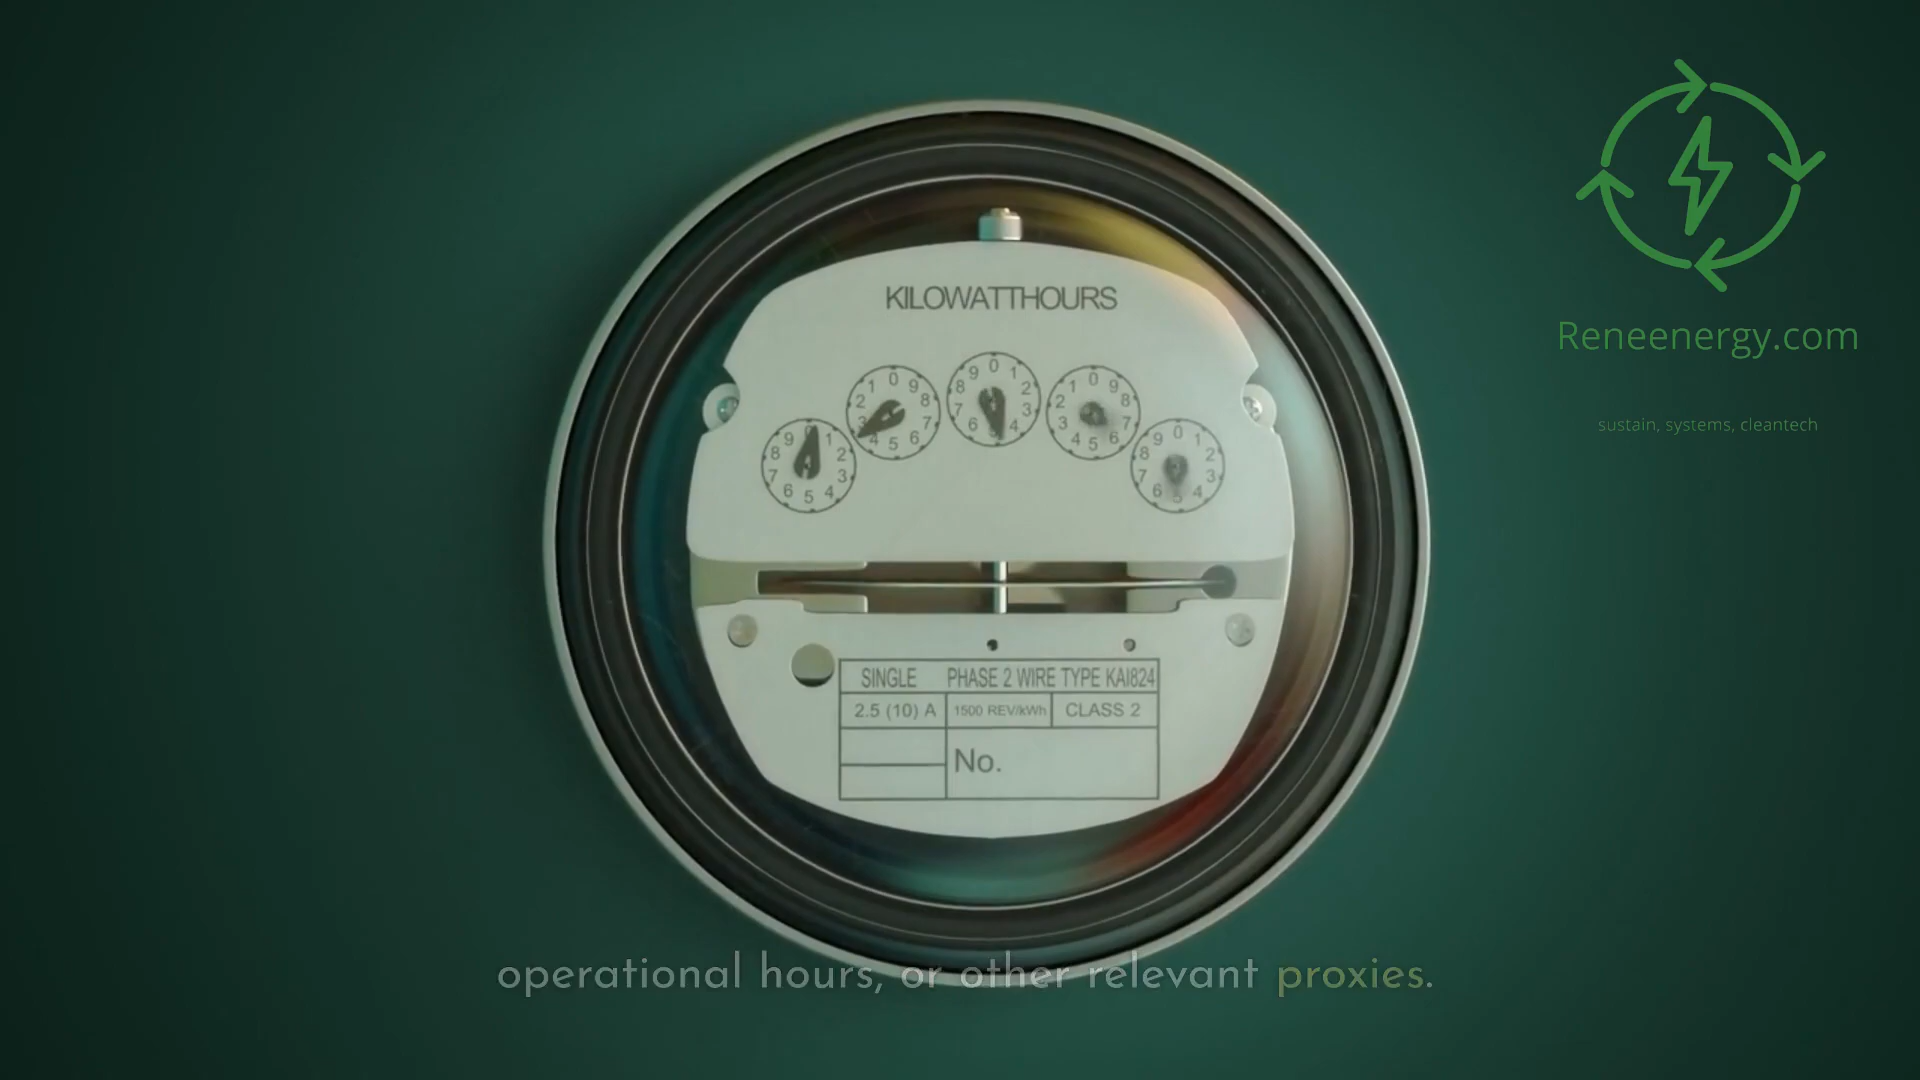 Reneenergy.com
sustain, systems, cleantech
KILOWATTHOURS
SINGLE PHASE 2 WIRE TYPE KAI824
2.5 (10) A 1500 REV/kWh CLASS 2
No.
operational hours, or other relevant proxies.